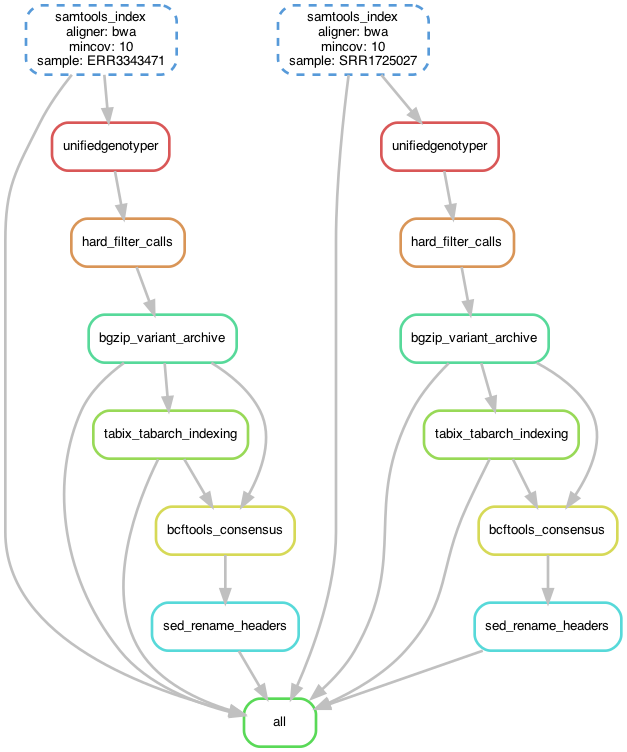 samtools_index
aligner: bwa
mincov: 10
sample: ERR3343471
samtools_index
aligner: bwa
mincov: 10
sample: SRR1725027
unifiedgenotyper
unifiedgenotyper
hard_filter_calls
hard_filter_calls
bgzip_variant_archive
bgzip_variant_archive
tabix_tabarch_indexing
tabix_tabarch_indexing
bcftools_consensus
bcftools_consensus
sed_rename_headers
sed_rename_headers
all